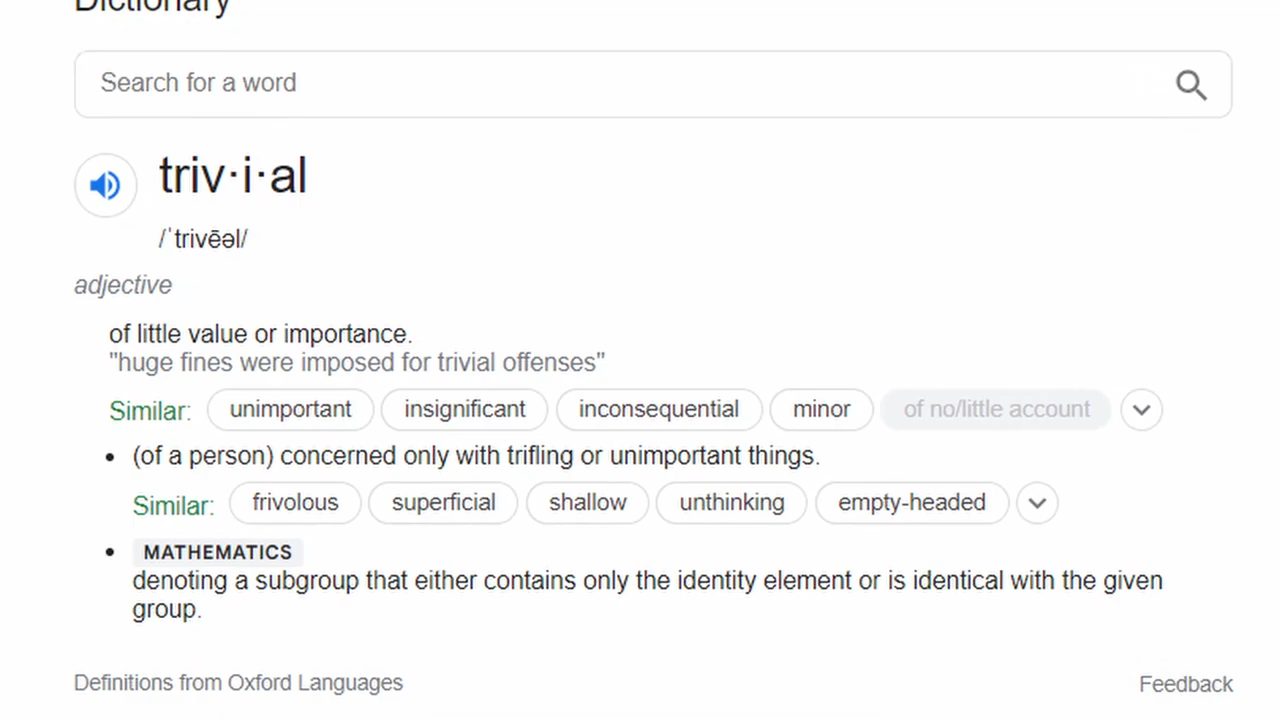 Dictionary
Search for a word
triv·i·al
/ˈtrivēəl/
adjective
of little value or importance.
"huge fines were imposed for trivial offenses"
Similar: unimportant insignificant inconsequential minor of no/little account
• (of a person) concerned only with trifling or unimportant things.
Similar: frivolous superficial shallow unthinking empty-headed
• MATHEMATICS
denoting a subgroup that either contains only the identity element or is identical with the given
group.
Definitions from Oxford Languages Feedback